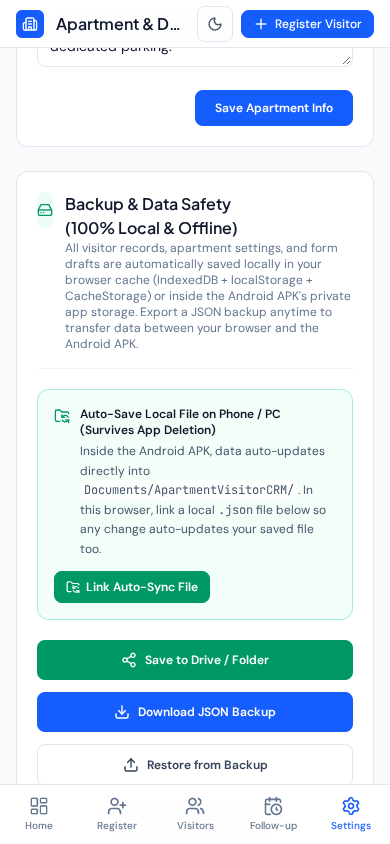 Apartment & D...
Register Visitor
dedicated parking.
Save Apartment Info
Backup & Data Safety
(100% Local & Offline)
All visitor records, apartment settings, and form
drafts are automatically saved locally in your
browser cache (IndexedDB + localStorage +
CacheStorage) or inside the Android APK's private
app storage. Export a JSON backup anytime to
transfer data between your browser and the
Android APK.
Auto-Save Local File on Phone / PC
(Survives App Deletion)
Inside the Android APK, data auto-updates
directly into
Documents/ApartmentVisitorCRM/ . In
this browser, link a local .json file below so
any change auto-updates your saved file
too.
Link Auto-Sync File
Save to Drive / Folder
Download JSON Backup
Restore from Backup
Home Register Visitors Follow-up Settings